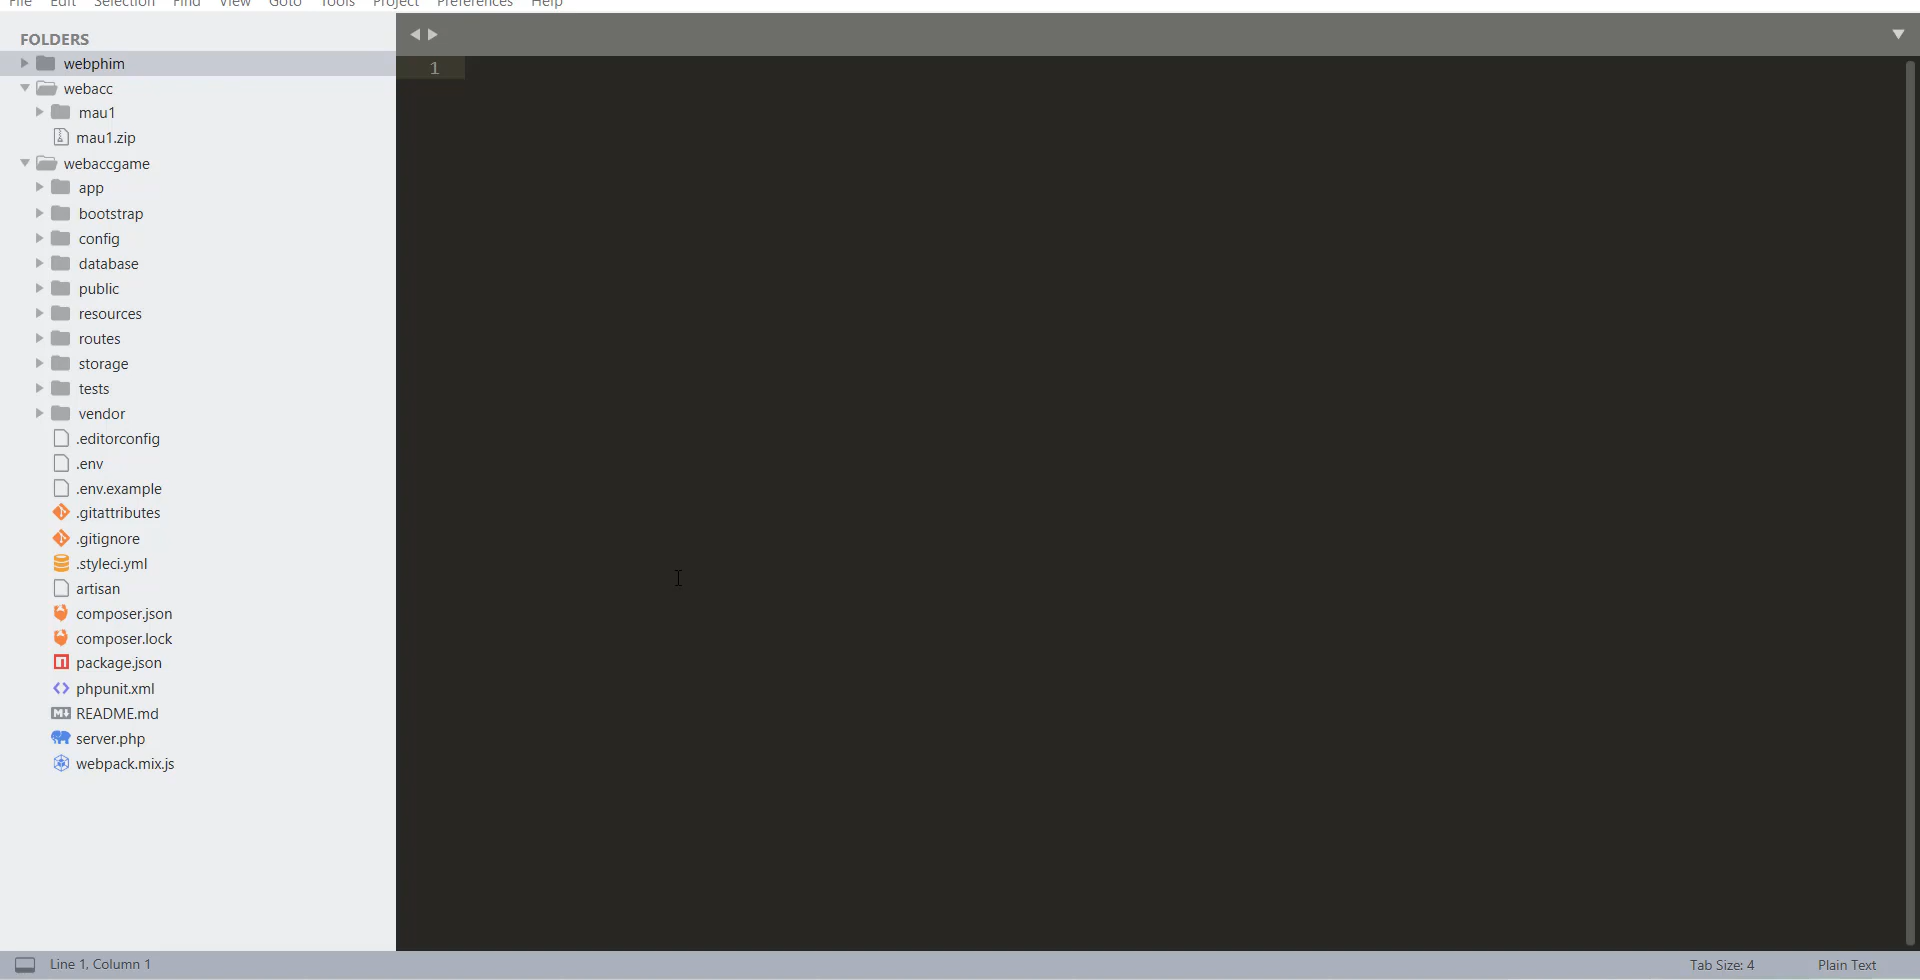 File Edit Selection Find View Goto Tools Project Preferences Help
FOLDERS
webphim
webacc
mau1
mau1.zip
webaccgame
app
bootstrap
config
database
public
resources
routes
storage
tests
vendor
.editorconfig
.env
.env.example
.gitattributes
.gitignore
.styleci.yml
artisan
composer.json
composer.lock
package.json
phpunit.xml
README.md
server.php
webpack.mix.js
1
Line 1, Column 1
Tab Size: 4
Plain Text